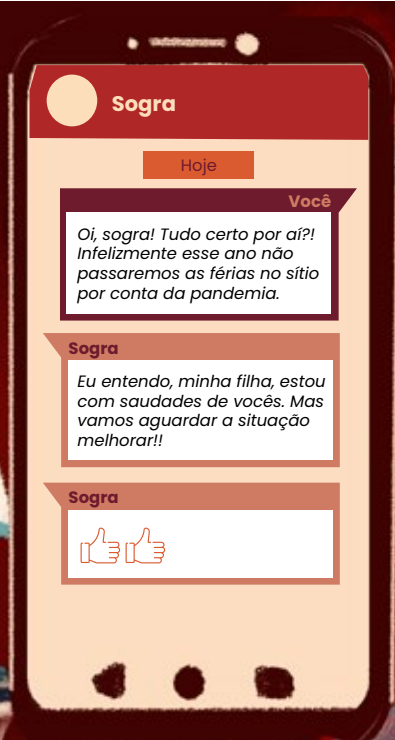 Sogra
Hoje
Você
Oi, sogra! Tudo certo por aí?!
Infelizmente esse ano não
passaremos as férias no sítio
por conta da pandemia.
Sogra
Eu entendo, minha filha, estou
com saudades de vocês. Mas
vamos aguardar a situação
melhorar!!
Sogra